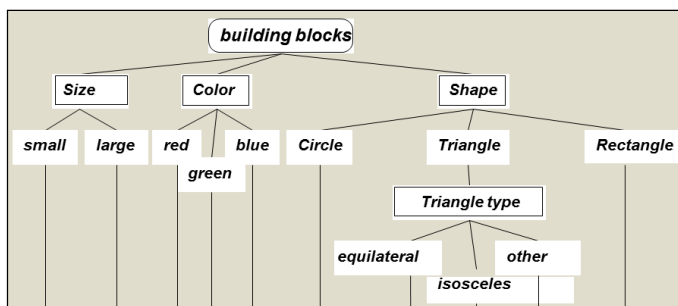 building blocks
Size Color Shape
small large red blue Circle Triangle Rectangle
green
Triangle type
equilateral other
isosceles